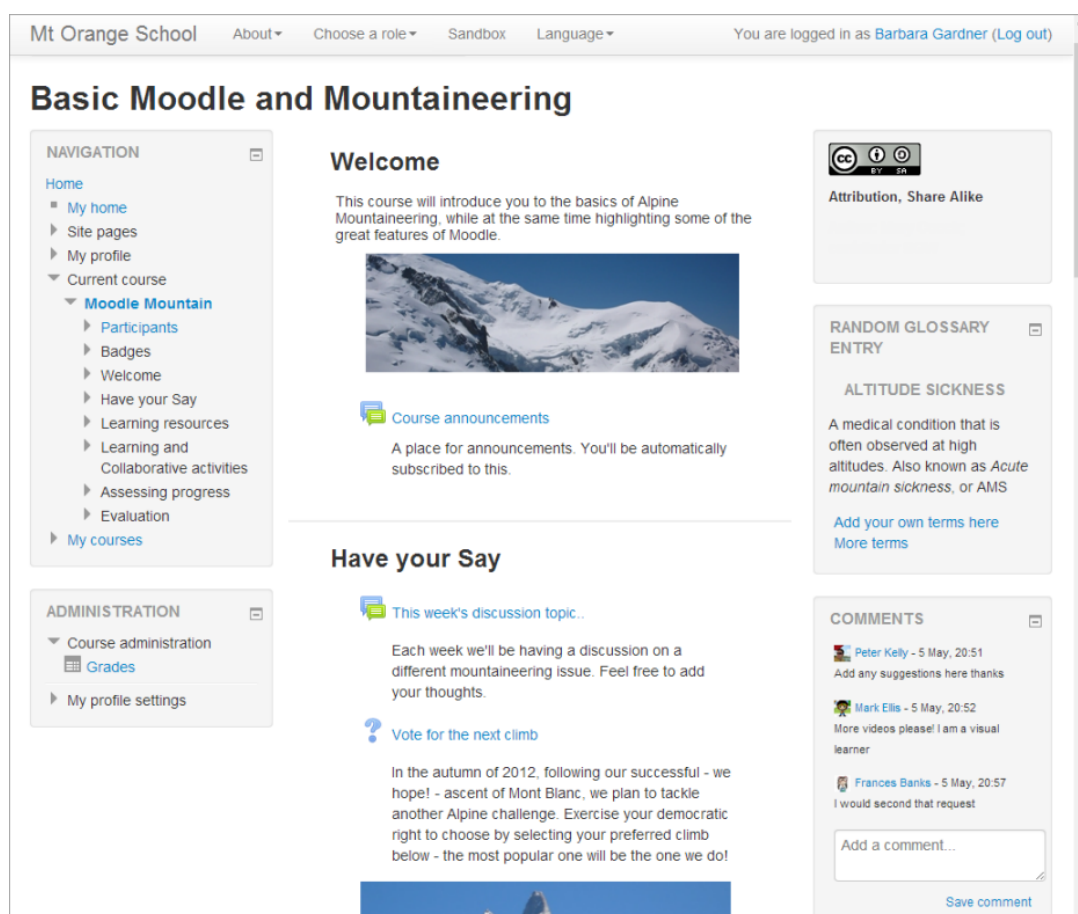 Mt Orange School
About
Choose a role
Sandbox
Language
You are logged in as Barbara Gardner (Log out)
Basic Moodle and Mountaineering
NAVIGATION
Home
My home
Site pages
My profile
Current course
Moodle Mountain
Participants
Badges
Welcome
Have your Say
Learning resources
Learning and
Collaborative activities
Assessing progress
Evaluation
My courses
ADMINISTRATION
Course administration
Grades
My profile settings
Welcome
This course will introduce you to the basics of Alpine
Mountaineering, while at the same time highlighting some of the
great features of Moodle.
Course announcements
A place for announcements. You'll be automatically
subscribed to this.
Have your Say
This week's discussion topic..
Each week we'll be having a discussion on a
different mountaineering issue. Feel free to add
your thoughts.
Vote for the next climb
In the autumn of 2012, following our successful - we
hope! - ascent of Mont Blanc, we plan to tackle
another Alpine challenge. Exercise your democratic
right to choose by selecting your preferred climb
below - the most popular one will be the one we do!
cc BY SA
Attribution, Share Alike
RANDOM GLOSSARY
ENTRY
ALTITUDE SICKNESS
A medical condition that is
often observed at high
altitudes. Also known as Acute
mountain sickness, or AMS
Add your own terms here
More terms
COMMENTS
Peter Kelly - 5 May, 20:51
Add any suggestions here thanks
Mark Ellis - 5 May, 20:52
More videos please! I am a visual
learner
Frances Banks - 5 May, 20:57
I would second that request
Add a comment...
Save comment